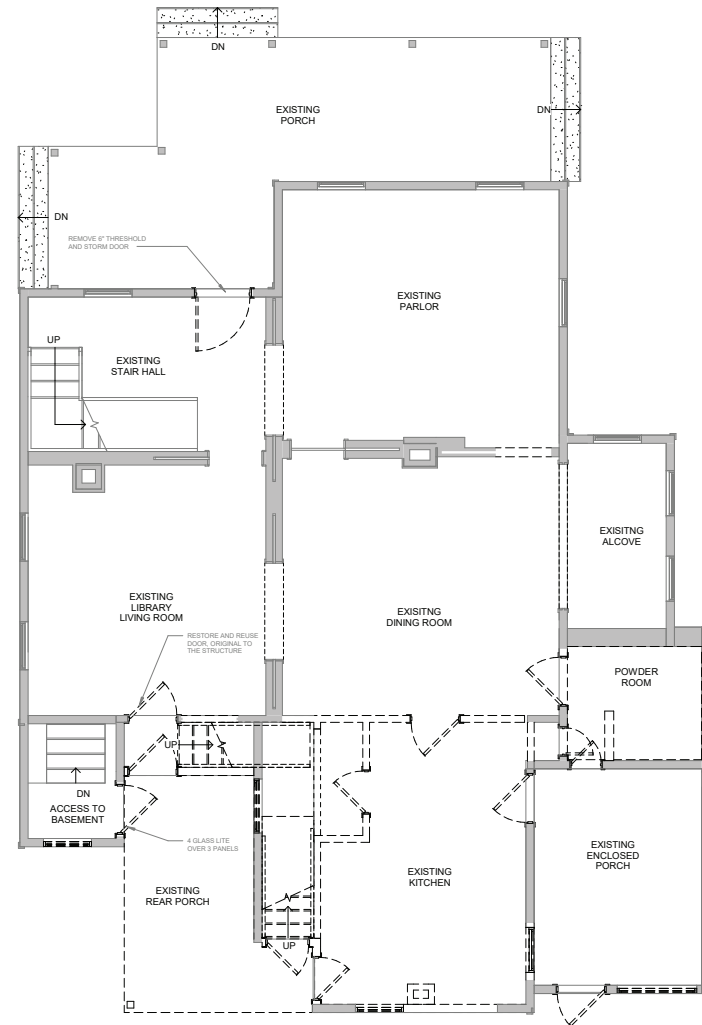 DN
EXISTING
PORCH
DN
DN
REMOVE 6" THRESHOLD
AND STORM DOOR
EXISTING
PARLOR
UP
EXISTING
STAIR HALL
EXISITNG
ALCOVE
EXISTING
LIBRARY
LIVING ROOM
EXISITNG
DINING ROOM
RESTORE AND REUSE
DOOR, ORIGINAL TO
THE STRUCTURE
POWDER
ROOM
UP
DN
ACCESS TO
BASEMENT
4 GLASS LITE
OVER 3 PANELS
EXISTING
ENCLOSED
PORCH
EXISTING
KITCHEN
EXISTING
REAR PORCH
UP